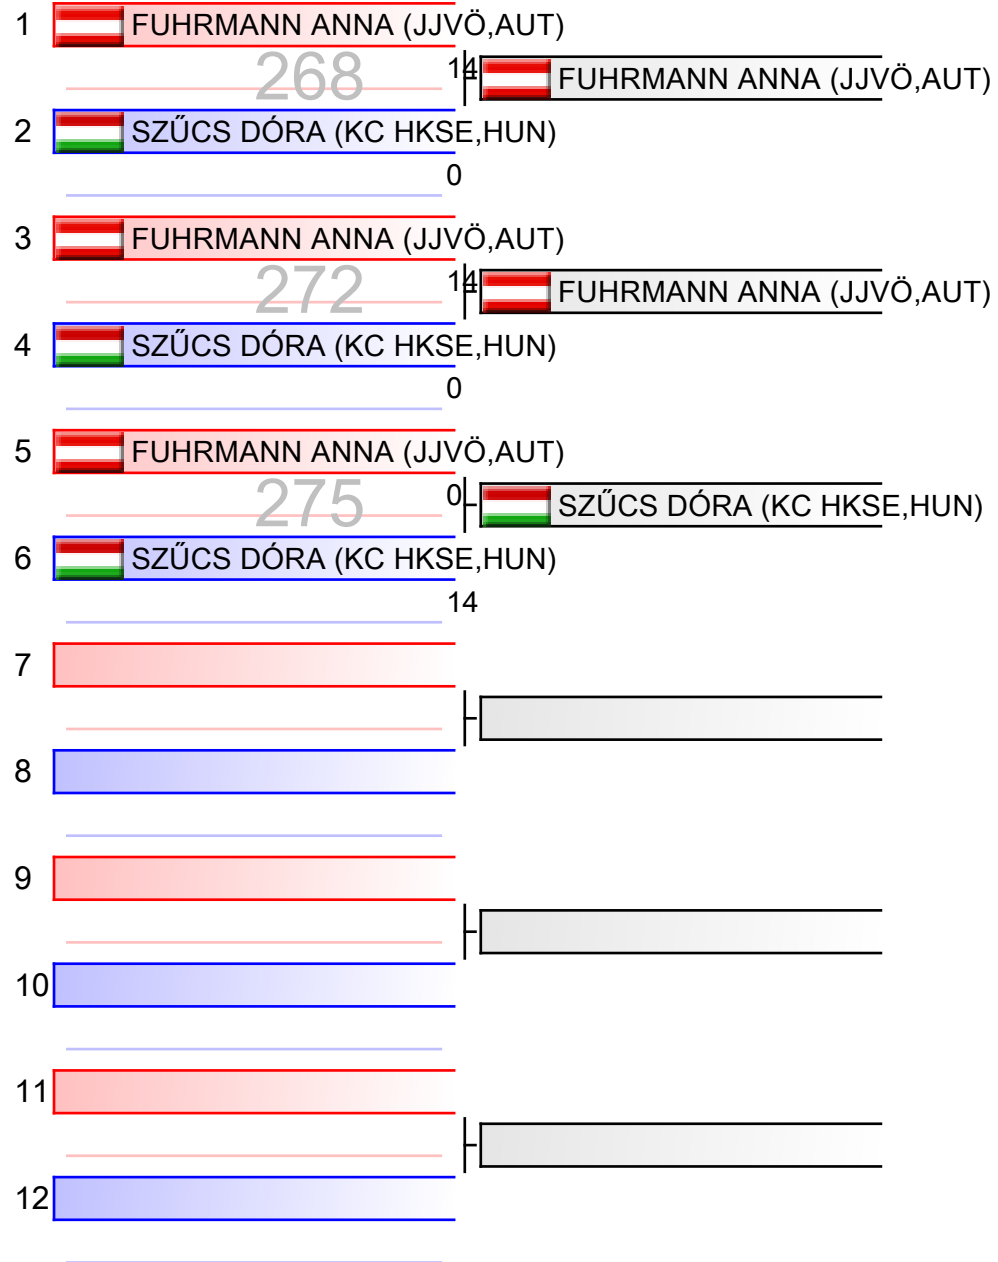 1 FUHRMANN ANNA (JJVÖ,AUT)
268 14 FUHRMANN ANNA (JJVÖ,AUT)
2 SZŰCS DÓRA (KC HKSE,HUN)
0
3 FUHRMANN ANNA (JJVÖ,AUT)
272 14 FUHRMANN ANNA (JJVÖ,AUT)
4 SZŰCS DÓRA (KC HKSE,HUN)
0
5 FUHRMANN ANNA (JJVÖ,AUT)
275 0 SZŰCS DÓRA (KC HKSE,HUN)
6 SZŰCS DÓRA (KC HKSE,HUN)
14
7
8
9
10
11
12